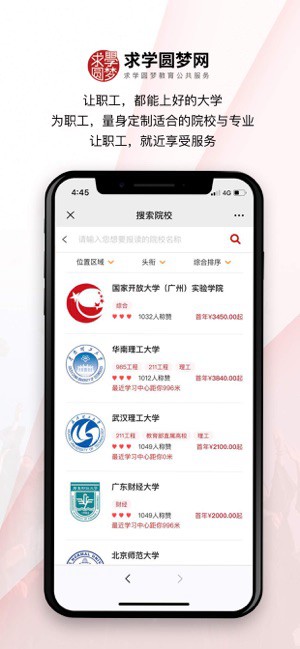 求学圆梦
求学圆梦网
求学圆梦教育公共服务
让职工，都能上好的大学
为职工，量身定制适合的院校与专业
让职工，就近享受服务
4:45
4G
搜索院校
请输入您想要报读的院校名称
位置区域 头衔 综合排序
国家开放大学（广州）实验学院
综合
1032人称赞 首年¥3450.00起
华南理工大学
985工程 211工程 理工
1012人称赞 首年¥3840.00起
最近学习中心距你996米
武汉理工大学
211工程 教育部直属高校 理工
1049人称赞 首年¥2100.00起
最近学习中心距你0米
广东财经大学
财经
1049人称赞 首年¥2000.00起
最近学习中心距你996米
北京师范大学